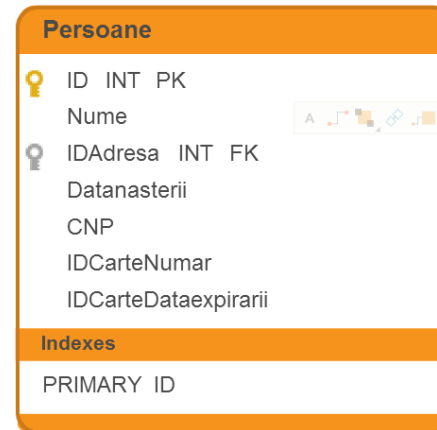 Persoane
ID INT PK
Nume
A
IDAdresa INT FK
Datanasterii
CNP
IDCarteNumar
IDCarteDataexpirarii
Indexes
PRIMARY ID